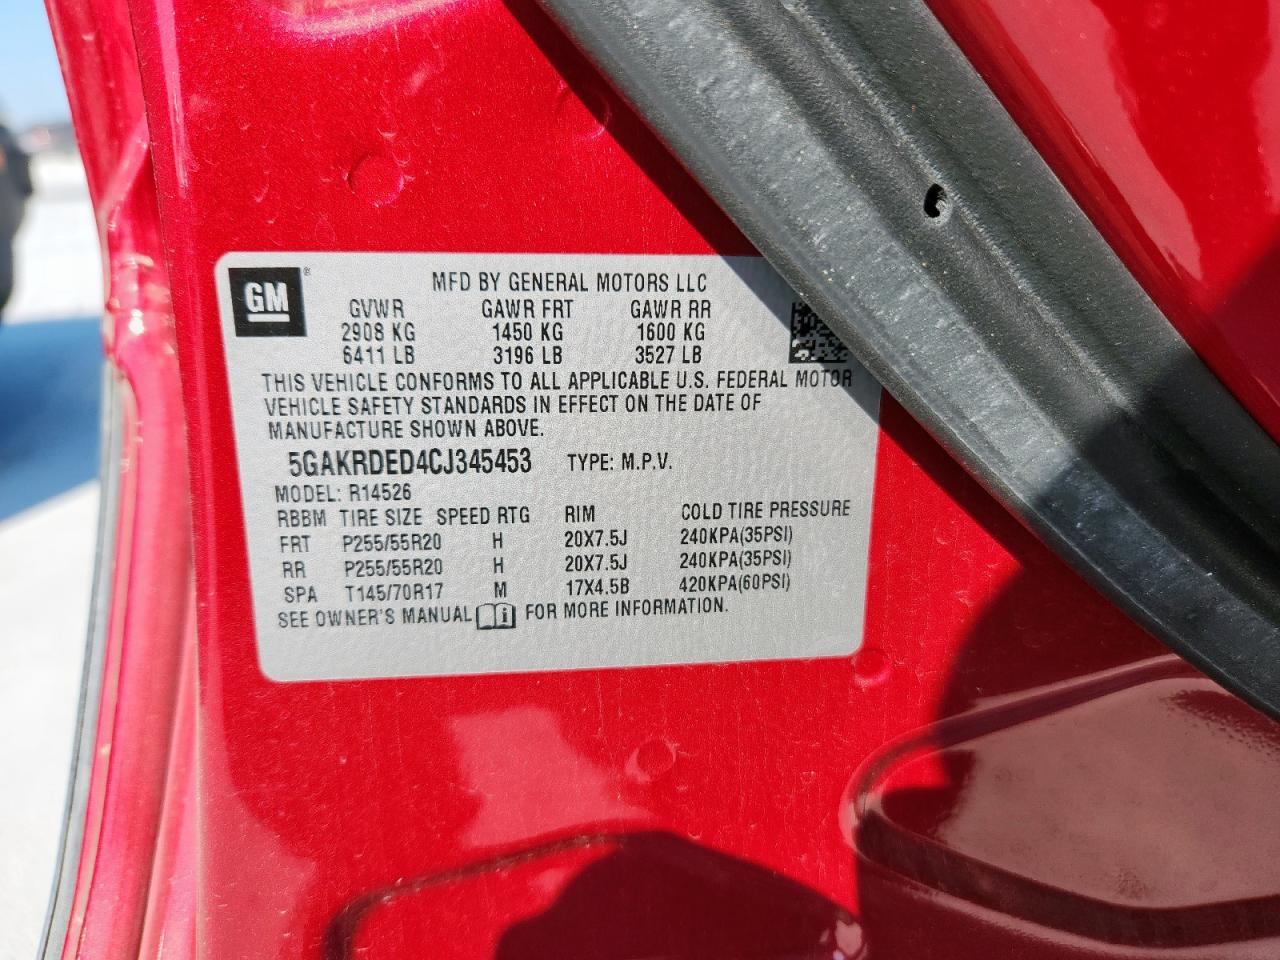 GM ®
MFD BY GENERAL MOTORS LLC
GVWR GAWR FRT GAWR RR
2908 KG 1450 KG 1600 KG
6411 LB 3196 LB 3527 LB
THIS VEHICLE CONFORMS TO ALL APPLICABLE U.S. FEDERAL MOTOR
VEHICLE SAFETY STANDARDS IN EFFECT ON THE DATE OF
MANUFACTURE SHOWN ABOVE.
5GAKRDED4CJ345453 TYPE: M.P.V.
MODEL: R14526
RBBM TIRE SIZE SPEED RTG RIM COLD TIRE PRESSURE
FRT P255/55R20 H 20X7.5J 240KPA(35PSI)
RR P255/55R20 H 20X7.5J 240KPA(35PSI)
SPA T145/70R17 M 17X4.5B 420KPA(60PSI)
SEE OWNER'S MANUAL i FOR MORE INFORMATION.